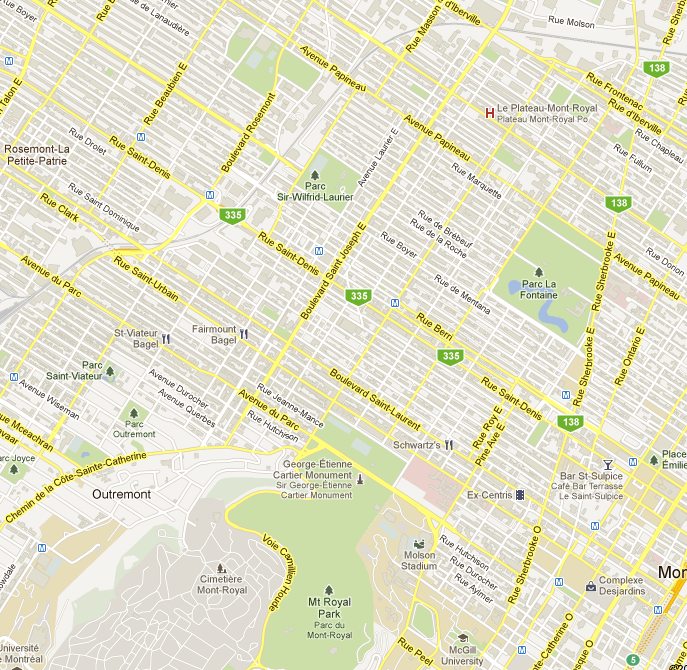 Rue Boyer
Rue de Lanaudière
Rue Masson
d'Iberville
Rue Molson
Avenue Papineau
Rue Beaubien E
Talon E
138
Rue Frontenac
Rue d'Iberville
Boulevard Rosemont
H Le Plateau-Mont-Royal
Plateau Mont-Royal Po
Rue Drolet
Rosemont-La
Petite-Patrie
Rue Saint-Denis
Avenue Laurier E
Avenue Papineau
Rue Chapleau
Rue Fullum
Rue Marquette
Parc
Sir-Wilfrid-Laurier
Rue Saint Dominique
Rue Clark
335
138
Rue de Brébeuf
Rue de la Roche
Rue Boyer
Rue Saint-Denis
Boulevard Saint Joseph E
Rue Sherbrooke E
Rue Dorion
Avenue Papineau
Avenue du Parc
Rue Saint-Urbain
335
Rue de Mentana
Parc La
Fontaine
St-Viateur
Bagel
Fairmount
Bagel
Rue Berri
335
Rue Sherbrooke E
Rue Ontario E
Parc
Saint-Viateur
Avenue Durocher
Avenue Querbes
Avenue Wiseman
Rue Jeanne-Mance
Avenue du Parc
Rue Hutchison
Boulevard Saint-Laurent
Rue Saint-Denis
138
Parc
Outremont
Rue Mceachran
Parc Joyce
Chemin de la Côte-Sainte-Catherine
Rue Roy E
Pine Ave E
Schwartz's
George-Étienne
Cartier Monument
Sir George-Étienne
Cartier Monument
Bar St-Sulpice
Café Bar Terrasse
Le Saint-Sulpice
Place
Émilie
Outremont
Ex-Centris
Voie Camillien Houde
Rue Sherbrooke O
Rue Hutchison
Rue Durocher
Rue Aylmer
Molson
Stadium
Cimetière
Mont-Royal
Complexe
Desjardins
Mon
Mt Royal
Park
Parc du
Mont-Royal
McGill
University
Rue Peel
Université
Montréal
5